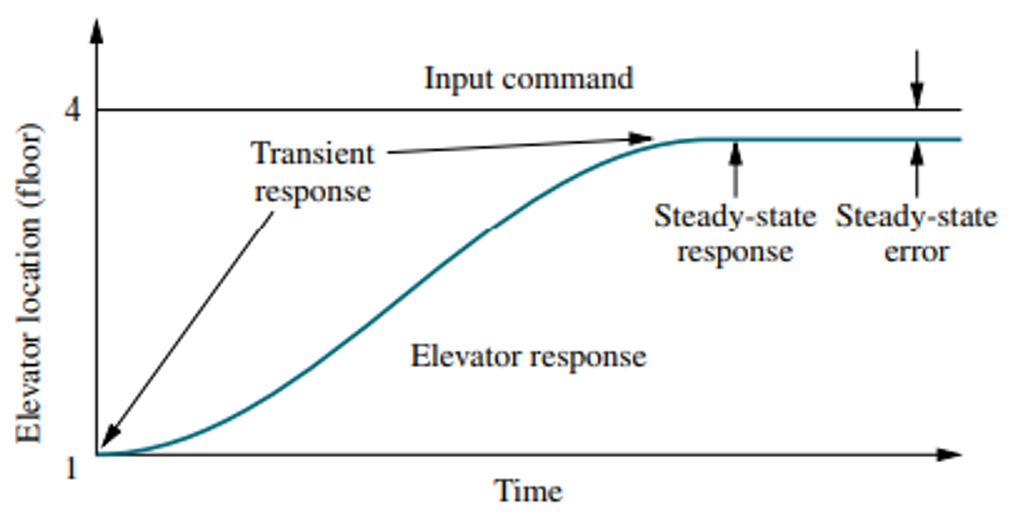 Input command
4
Transient
response
Steady-state
response
Steady-state
error
Elevator location (floor)
Elevator response
1
Time